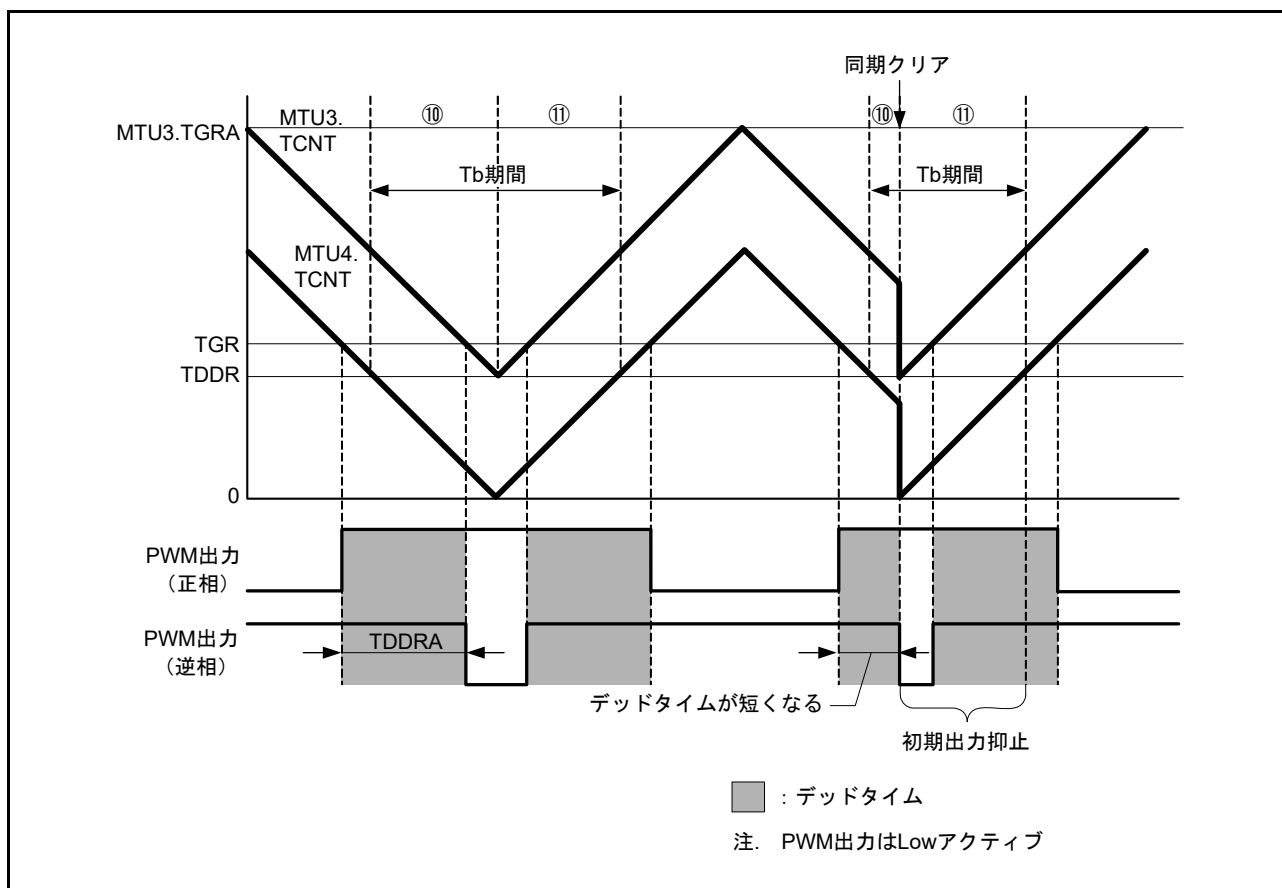 同期クリア
⑩ ⑪ ⑩ ⑪
MTU3.TGRA
MTU3.
TCNT
Tb期間 Tb期間
MTU4.
TCNT
TGR
TDDR
0
PWM出力
（正相）
PWM出力
（逆相）
TDDRA
デッドタイムが短くなる
初期出力抑止
：デッドタイム
注. PWM出力はLowアクティブ